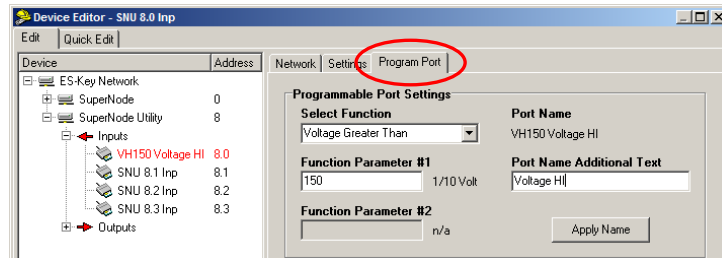 Device Editor - SNU 8.0 Inp
Edit Quick Edit
Device Address
ES-Key Network
SuperNode 0
SuperNode Utility 8
Inputs
VH150 Voltage HI 8.0
SNU 8.1 Inp 8.1
SNU 8.2 Inp 8.2
SNU 8.3 Inp 8.3
Outputs
Network Settings Program Port
Programmable Port Settings
Select Function Port Name
Voltage Greater Than VH150 Voltage HI
Function Parameter #1 Port Name Additional Text
150 1/10 Volt Voltage HI
Function Parameter #2
n/a Apply Name